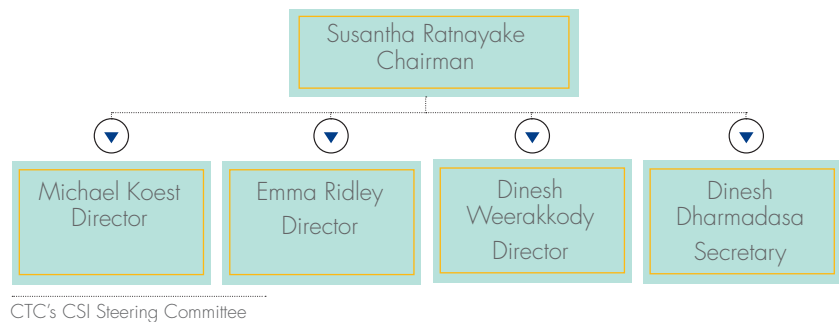 Susantha Ratnayake
Chairman
Michael Koest
Director
Emma Ridley
Director
Dinesh
Weerakkody
Director
Dinesh
Dharmadasa
Secretary
CTC's CSI Steering Committee